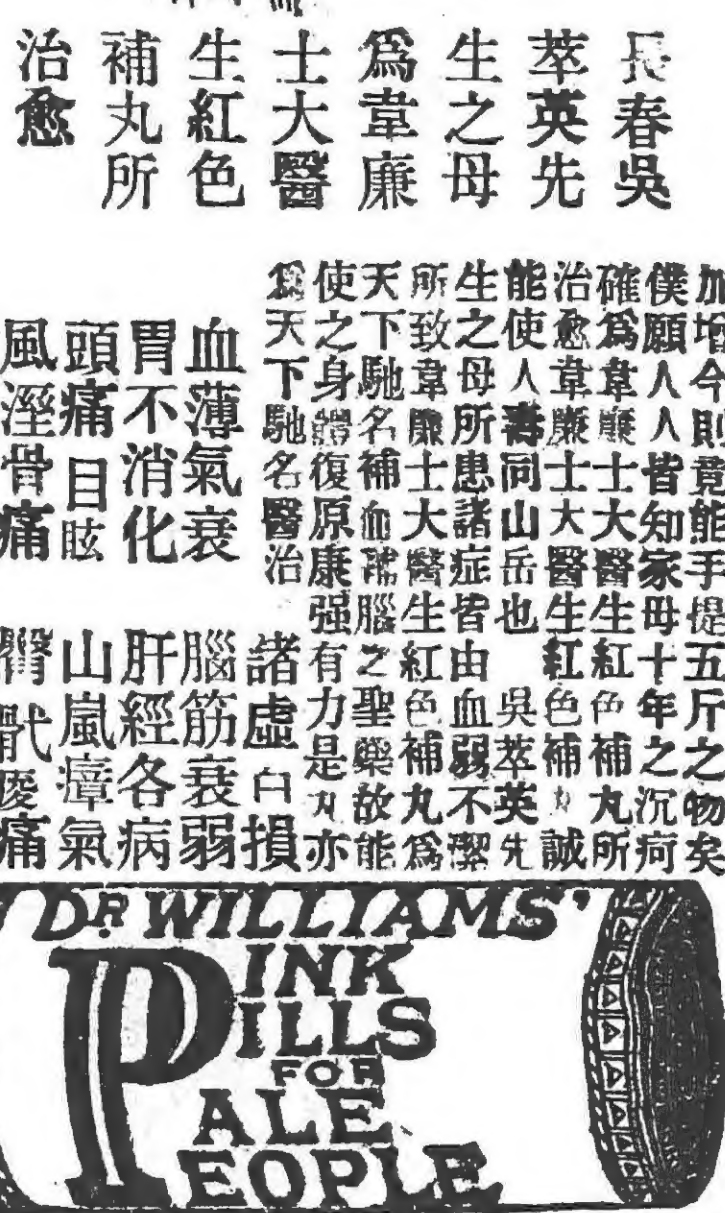 長春吳
萃英先
生之母
爲韋廉
士大醫
生紅色
補丸所
治愈
加增今則竟能手提五斤之物矣
僕願人人皆知家母十年之沉疴
確爲韋廉士大醫生紅色補丸所
治愈韋廉士大醫生紅色補丸誠
能使人壽同山岳也 吳萃英先
生之母所患諸症皆由血弱不潔
所致韋廉士大醫生紅色補丸爲
天下馳名補血健腦之聖藥故能
使之身體復原康强有力是丸亦
爲天下馳名醫治 諸虛白損
血薄氣衰 腦筋衰弱
胃不消化 肝經各病
頭痛目眩 山嵐瘴氣
風溼骨痛 痛
DR. WILLIAMS'
PINK
PILLS
FOR
PALE
PEOPLE